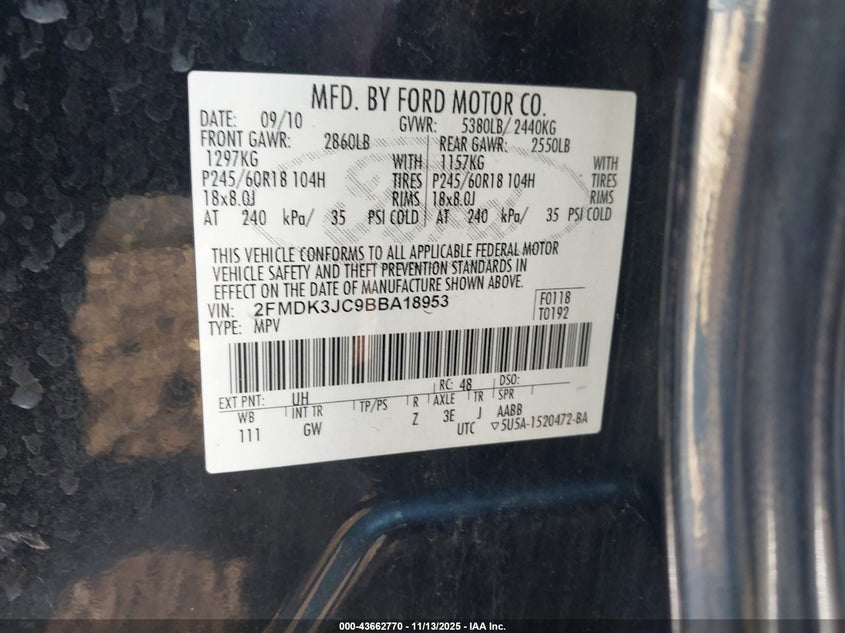 MFD. BY FORD MOTOR CO.
DATE: 09/10 GVWR: 5380LB/ 2440KG
FRONT GAWR: 2860LB REAR GAWR: 2550LB
1297KG WITH 1157KG WITH
P245/60R18 104H TIRES P245/60R18 104H TIRES
18x8.0J RIMS 18x8.0J RIMS
AT 240 kPa/ 35 PSI COLD AT 240 kPa/ 35 PSI COLD
THIS VEHICLE CONFORMS TO ALL APPLICABLE FEDERAL MOTOR
VEHICLE SAFETY AND THEFT PREVENTION STANDARDS IN
EFFECT ON THE DATE OF MANUFACTURE SHOWN
VIN: 2FMDK3JC9BBA18953 F0118
TYPE: MPV T0192
EXT PNT: UH RC: 48 DSO:
WB INT TR TP/PS R AXLE TR SPR
111 GW Z 3E J AABB
UTC ▽5U5A-1520472-BA
000-43662770 - 11/13/2025 - IAA Inc.